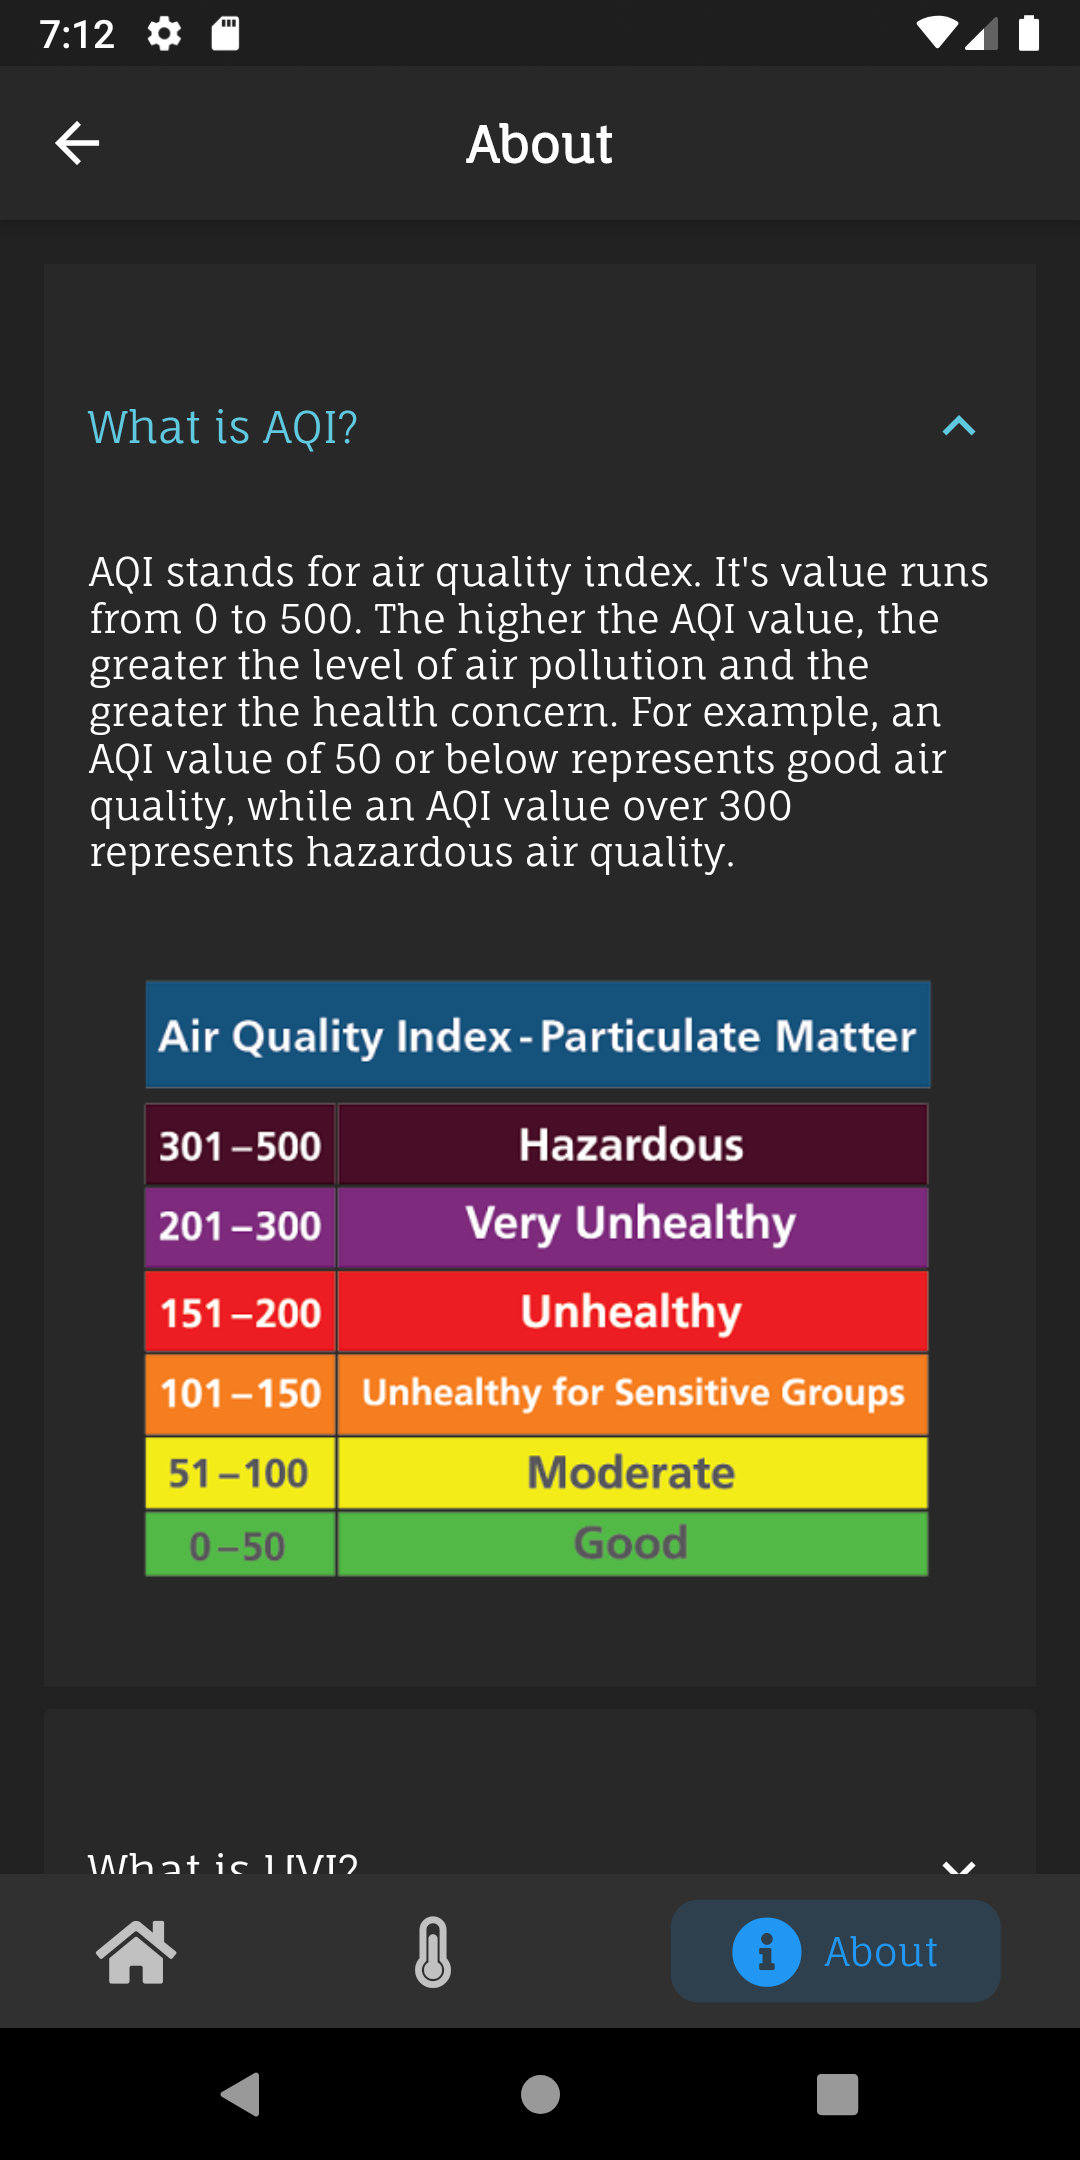 7:12
About
What is AQI?
AQI stands for air quality index. It's value runs
from 0 to 500. The higher the AQI value, the
greater the level of air pollution and the
greater the health concern. For example, an
AQI value of 50 or below represents good air
quality, while an AQI value over 300
represents hazardous air quality.
Air Quality Index - Particulate Matter
301–500 Hazardous
201–300 Very Unhealthy
151–200 Unhealthy
101–150 Unhealthy for Sensitive Groups
51–100 Moderate
0–50 Good
What is UVI?
About